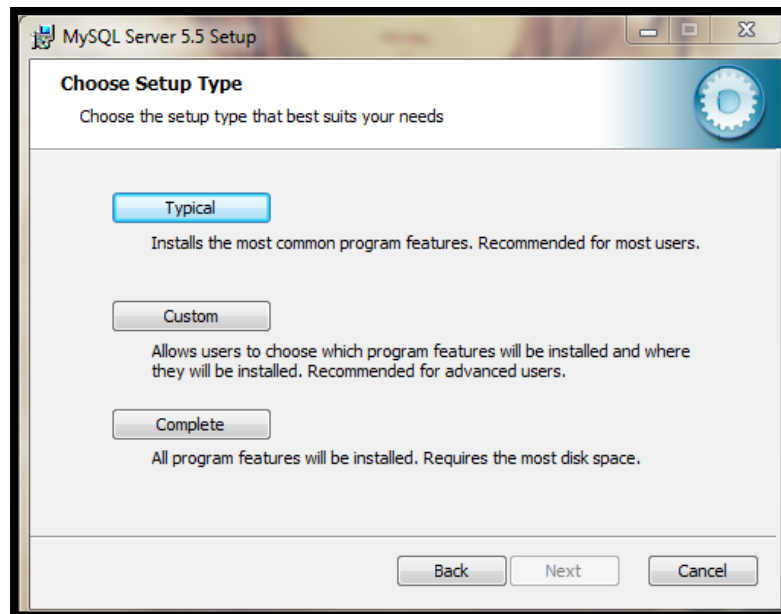 MySQL Server 5.5 Setup
Choose Setup Type
Choose the setup type that best suits your needs
Typical
Installs the most common program features. Recommended for most users.
Custom
Allows users to choose which program features will be installed and where
they will be installed. Recommended for advanced users.
Complete
All program features will be installed. Requires the most disk space.
Back Next Cancel